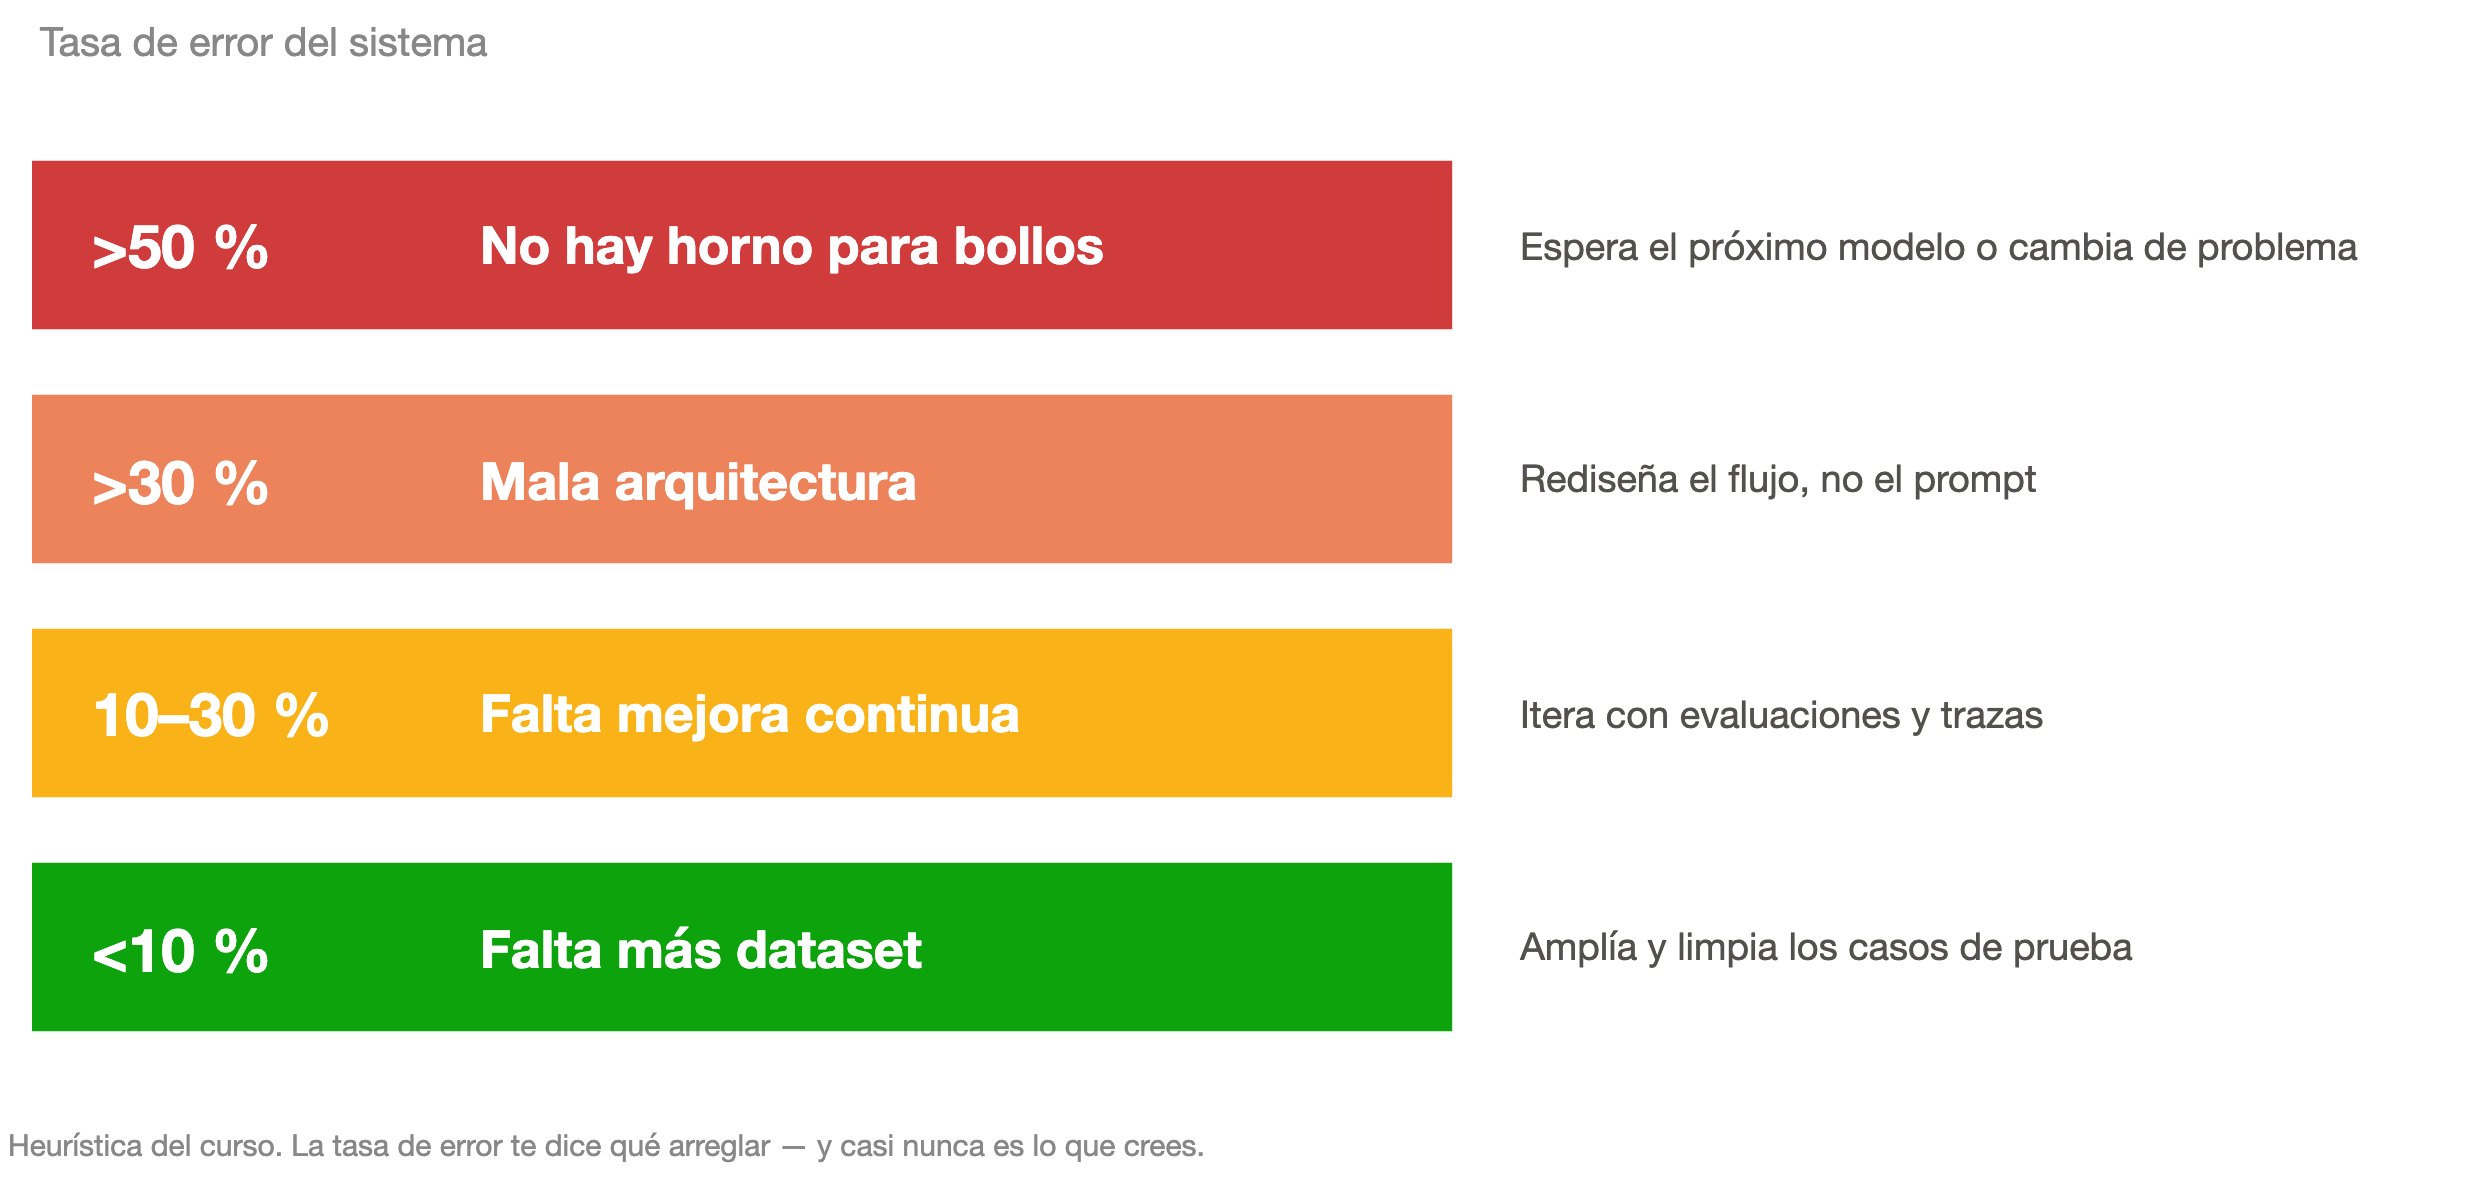 Tasa de error del sistema
>50 % No hay horno para bollos Espera el próximo modelo o cambia de problema
>30 % Mala arquitectura Rediseña el flujo, no el prompt
10–30 % Falta mejora continua Itera con evaluaciones y trazas
<10 % Falta más dataset Amplía y limpia los casos de prueba
Heurística del curso. La tasa de error te dice qué arreglar — y casi nunca es lo que crees.